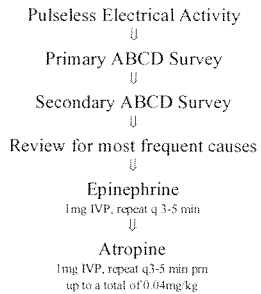 Pulseless Electrical Activity
⇓
Primary ABCD Survey
⇓
Secondary ABCD Survey
⇓
Review for most frequent causes
⇓
Epinephrine
1mg IVP, repeat q 3-5 min
⇓
Atropine
1mg IVP, repeat q3-5 min prn
up to a total of 0.04mg/kg